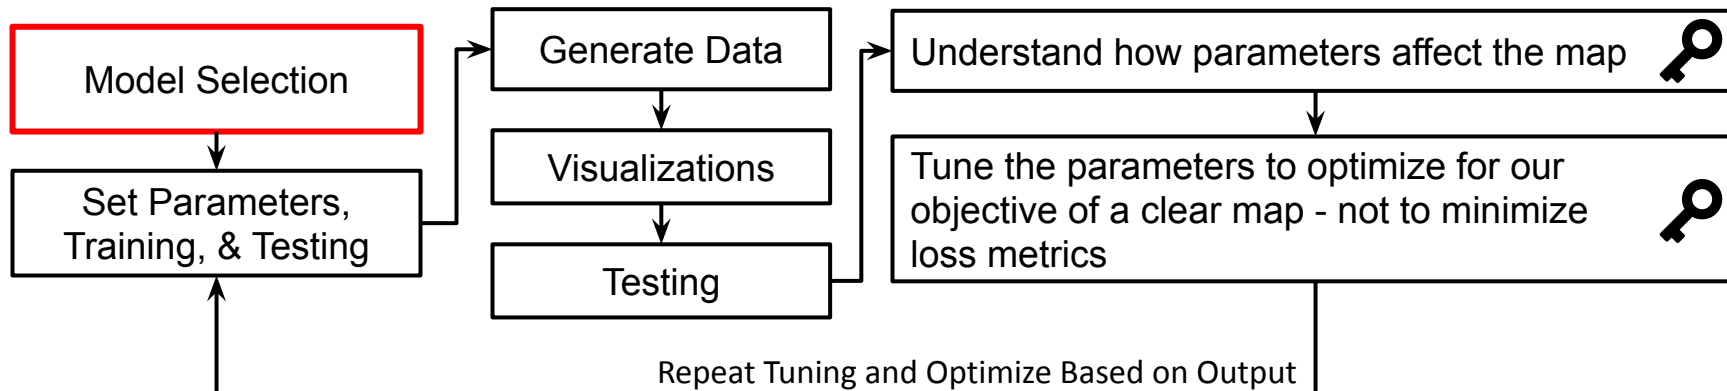 Model Selection
Set Parameters,
Training, & Testing
Generate Data
Visualizations
Testing
Understand how parameters affect the map
Tune the parameters to optimize for our
objective of a clear map - not to minimize
loss metrics
Repeat Tuning and Optimize Based on Output